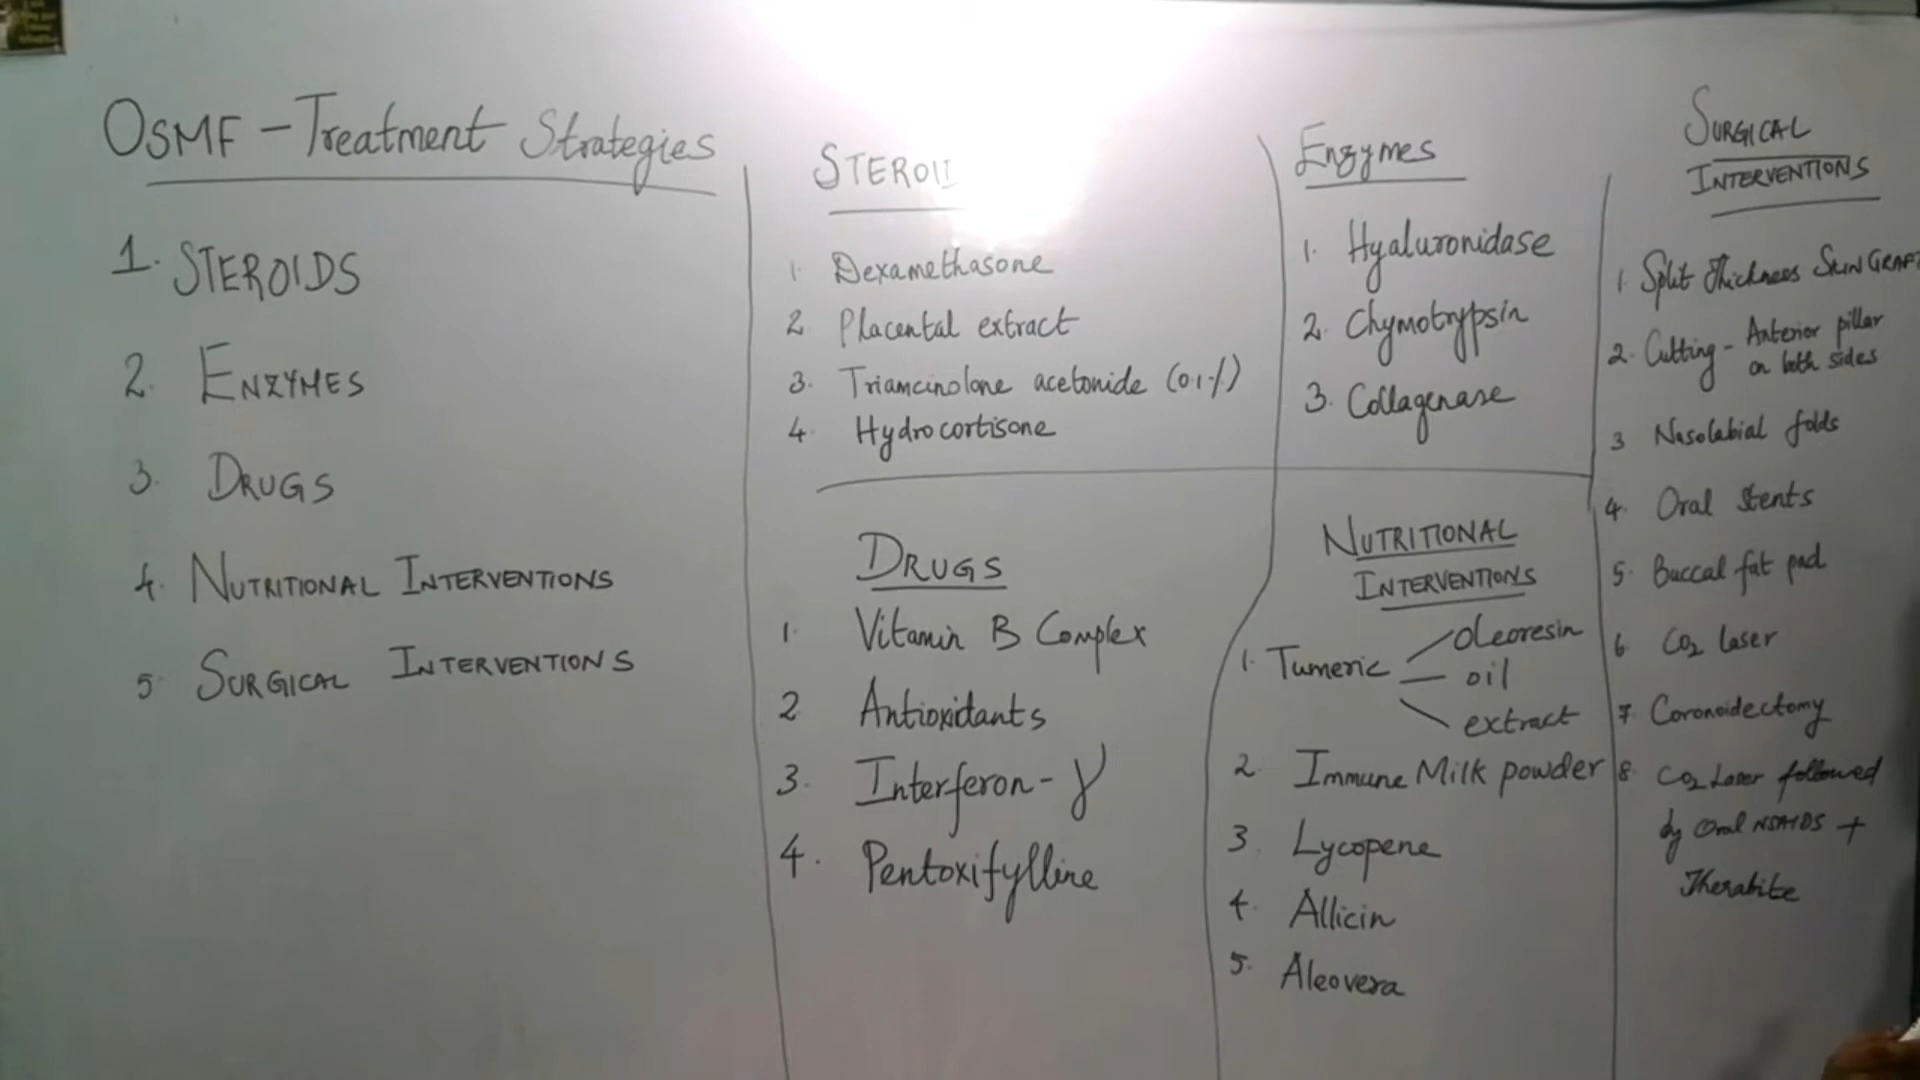 OSMF - Treatment Strategies
1. STEROIDS
2. ENZYMES
3. DRUGS
4. NUTRITIONAL INTERVENTIONS
5. SURGICAL INTERVENTIONS
STEROI
1. Dexamethasone
2. Placental extract
3. Triamcinolone acetonide (0.1%)
4. Hydrocortisone
DRUGS
1. Vitamin B Complex
2 Antioxidants
3. Interferon-γ
4. Pentoxifylline
Enzymes
1. Hyaluronidase
2. Chymotrypsin
3. Collagenase
NUTRITIONAL
INTERVENTIONS
1. Tumeric oleoresin
oil
extract
2. Immune Milk powder
3. Lycopene
4. Allicin
5. Aleovera
SURGICAL
INTERVENTIONS
1. Split Thickness SKIN GRAFT
2. Cutting - Anterior pillar
on both sides
3 Nasolabial folds
4. Oral Stents
5. Buccal fat pad
6. CO2 laser
7. Coronoidectomy
8. CO2 Laser followed
by Oral NSAIDS +
Therabite